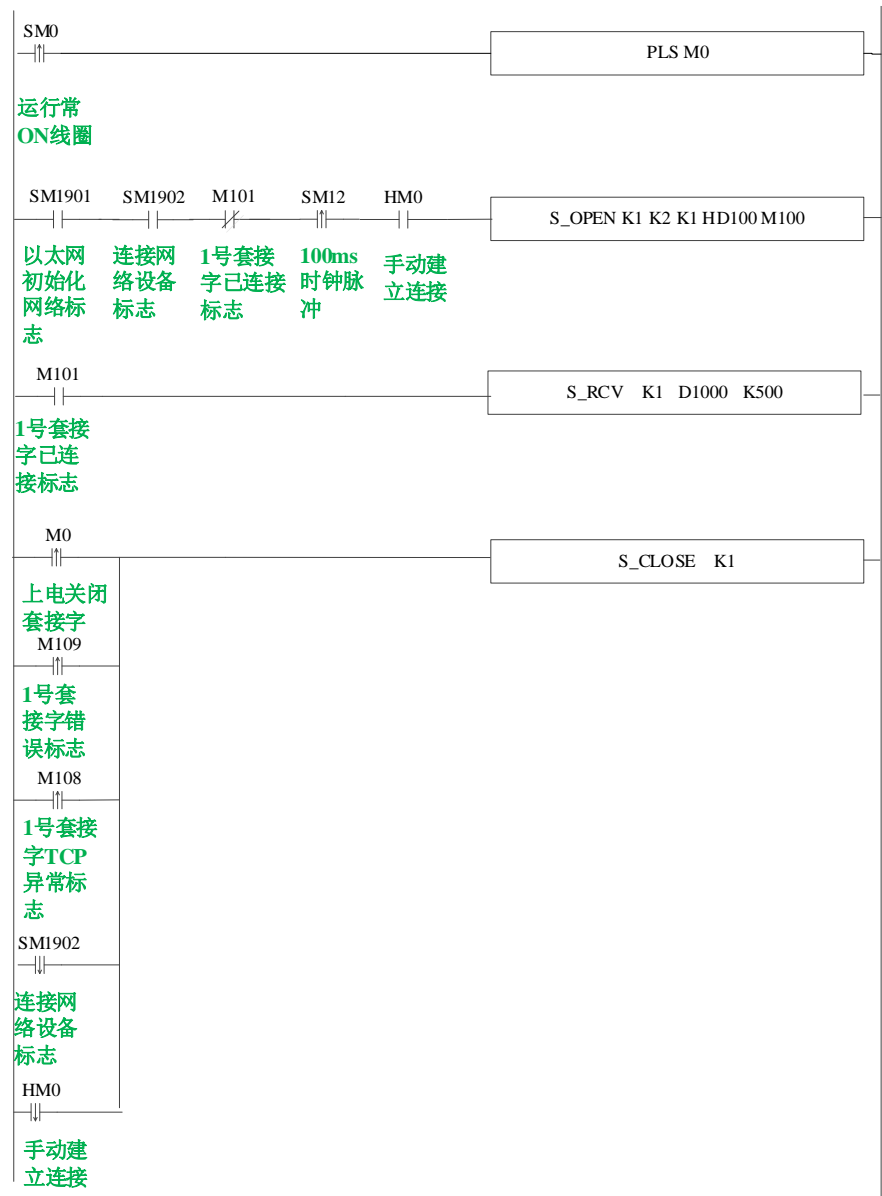 SM0
PLS M0
运行常
ON线圈
SM1901 SM1902 M101 SM12 HM0
S_OPEN K1 K2 K1 HD100 M100
以太网
初始化
网络标
志
连接网
络设备
标志
1号套接
字已连接
标志
100ms
时钟脉
冲
手动建
立连接
M101
S_RCV K1 D1000 K500
1号套接
字已连
接标志
M0
S_CLOSE K1
上电关闭
套接字
M109
1号套
接字错
误标志
M108
1号套接
字TCP
异常标
志
SM1902
连接网
络设备
标志
HM0
手动建
立连接